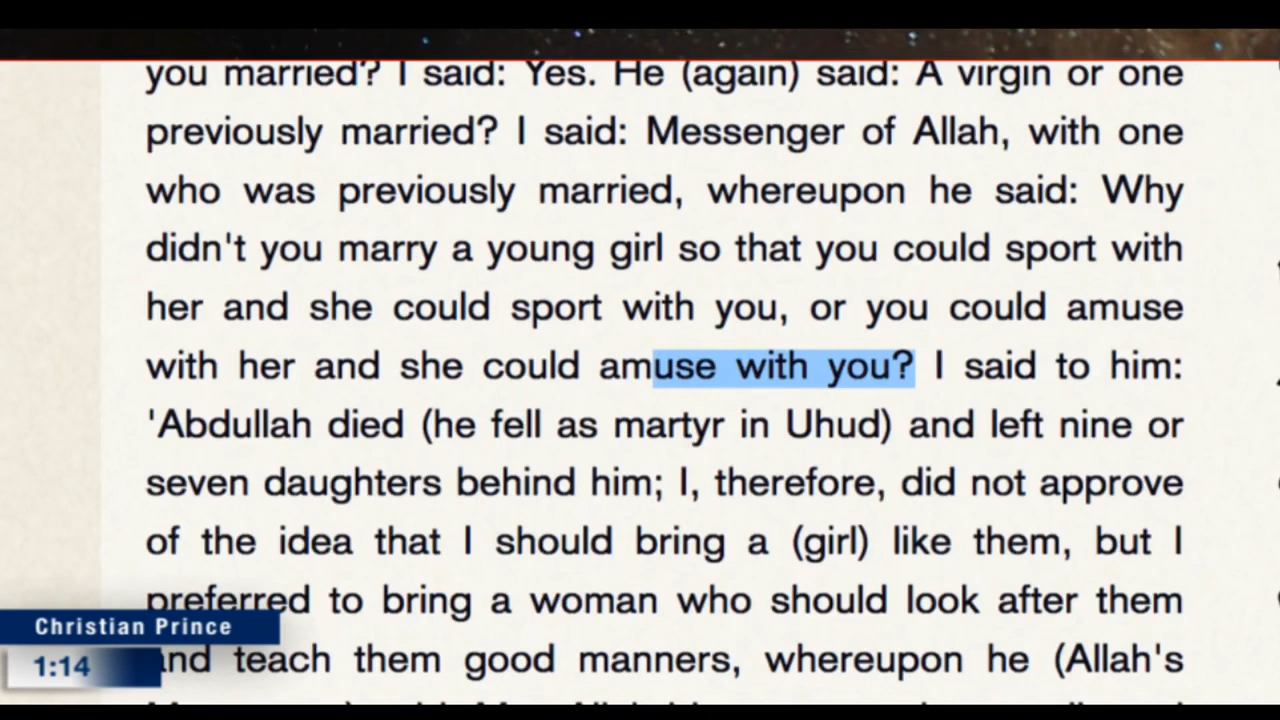 you married? I said: Yes. He (again) said: A virgin or one
previously married? I said: Messenger of Allah, with one
who was previously married, whereupon he said: Why
didn't you marry a young girl so that you could sport with
her and she could sport with you, or you could amuse
with her and she could amuse with you? I said to him:
'Abdullah died (he fell as martyr in Uhud) and left nine or
seven daughters behind him; I, therefore, did not approve
of the idea that I should bring a (girl) like them, but I
preferred to bring a woman who should look after them
and teach them good manners, whereupon he (Allah's
Christian Prince
1:14